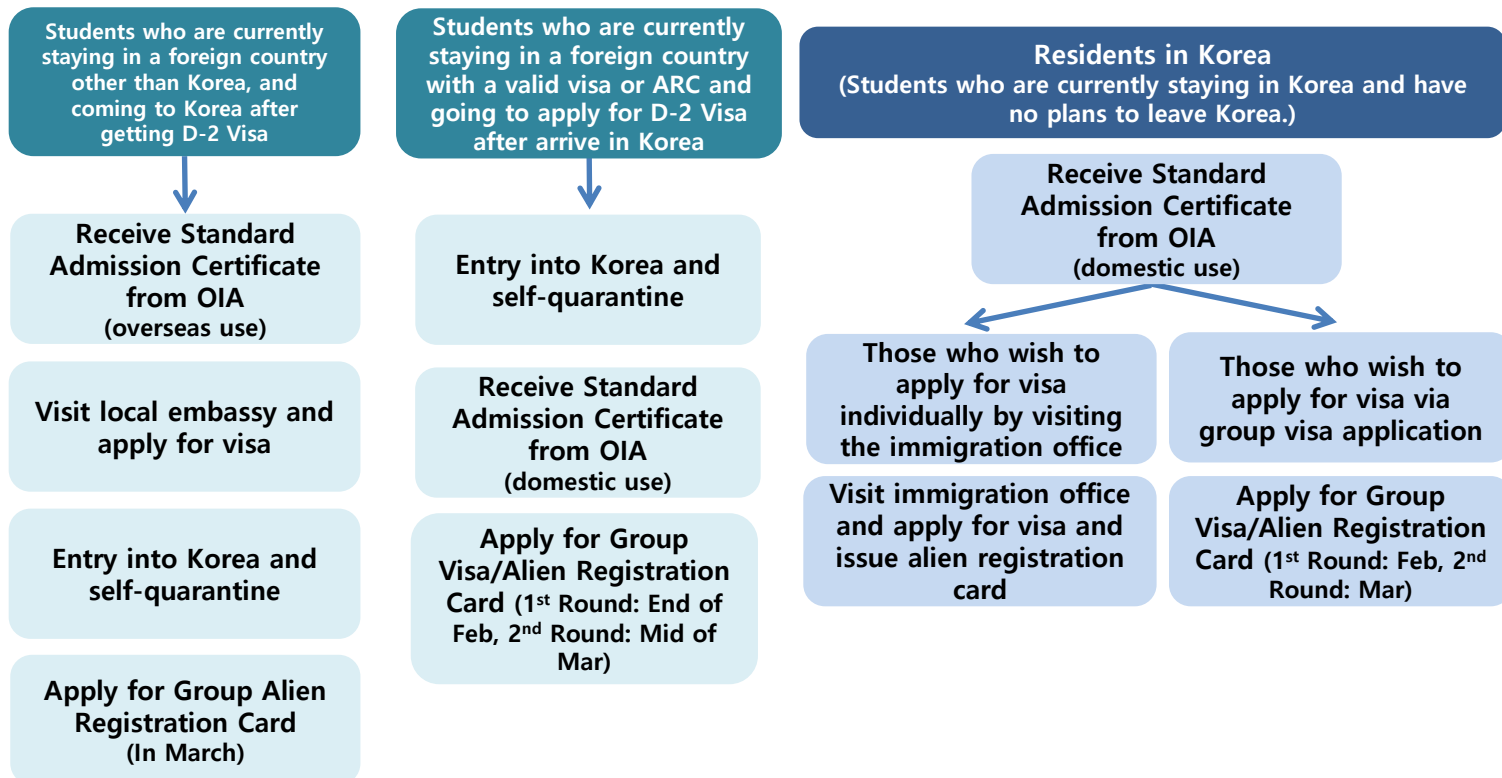 Students who are currently
staying in a foreign country
other than Korea, and
coming to Korea after
getting D-2 Visa
Receive Standard
Admission Certificate
from OIA
(overseas use)
Visit local embassy and
apply for visa
Entry into Korea and
self-quarantine
Apply for Group Alien
Registration Card
(In March)
Students who are currently
staying in a foreign country
with a valid visa or ARC and
going to apply for D-2 Visa
after arrive in Korea
Entry into Korea and
self-quarantine
Receive Standard
Admission Certificate
from OIA
(domestic use)
Apply for Group
Visa/Alien Registration
Card (1st Round: End of
Feb, 2nd Round: Mid of
Mar)
Residents in Korea
(Students who are currently staying in Korea and have
no plans to leave Korea.)
Receive Standard
Admission Certificate
from OIA
(domestic use)
Those who wish to
apply for visa
individually by visiting
the immigration office
Visit immigration office
and apply for visa and
issue alien registration
card
Those who wish to
apply for visa via
group visa application
Apply for Group
Visa/Alien Registration
Card (1st Round: Feb, 2nd
Round: Mar)